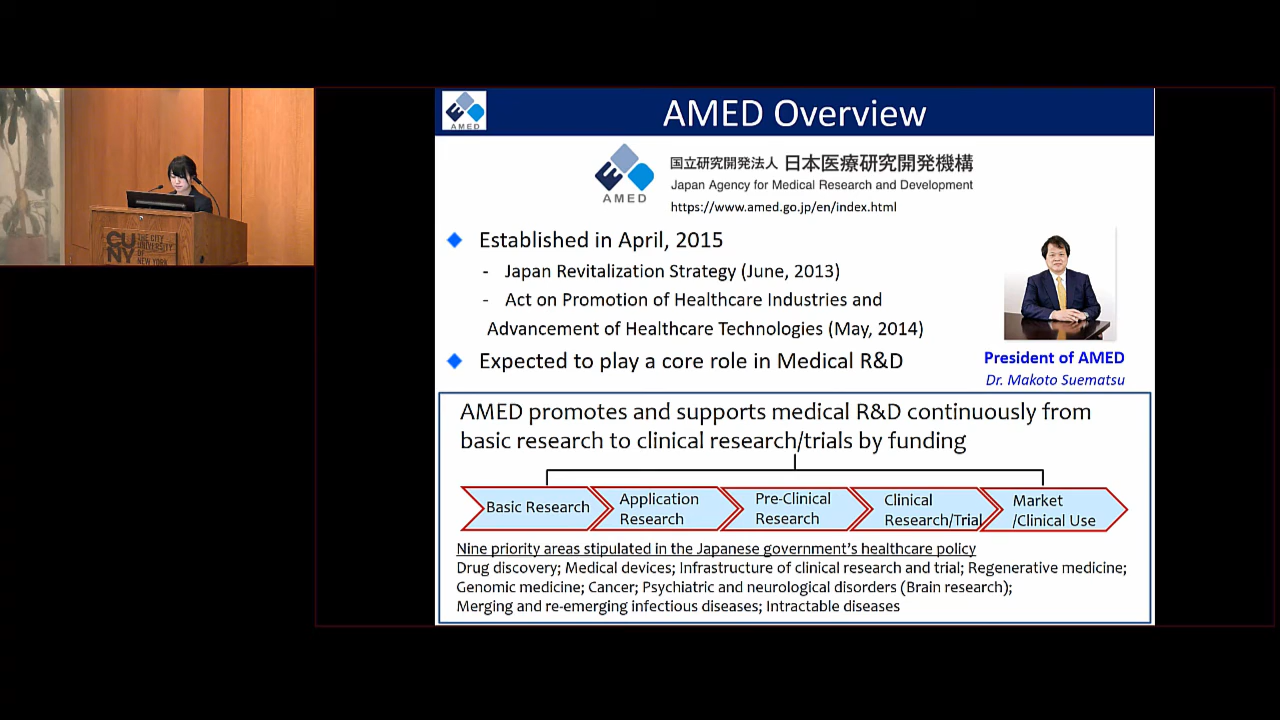 CU
NY
THE CITY
UNIVERSITY
OF
NEW YORK
AMED
AMED Overview
AMED
国立研究開発法人 日本医療研究開発機構
Japan Agency for Medical Research and Development
https://www.amed.go.jp/en/index.html
Established in April, 2015
- Japan Revitalization Strategy (June, 2013)
- Act on Promotion of Healthcare Industries and
Advancement of Healthcare Technologies (May, 2014)
Expected to play a core role in Medical R&D
President of AMED
Dr. Makoto Suematsu
AMED promotes and supports medical R&D continuously from
basic research to clinical research/trials by funding
Basic Research
Application
Research
Pre-Clinical
Research
Clinical
Research/Trial
Market
/Clinical Use
Nine priority areas stipulated in the Japanese government's healthcare policy
Drug discovery; Medical devices; Infrastructure of clinical research and trial; Regenerative medicine;
Genomic medicine; Cancer; Psychiatric and neurological disorders (Brain research);
Merging and re-emerging infectious diseases; Intractable diseases